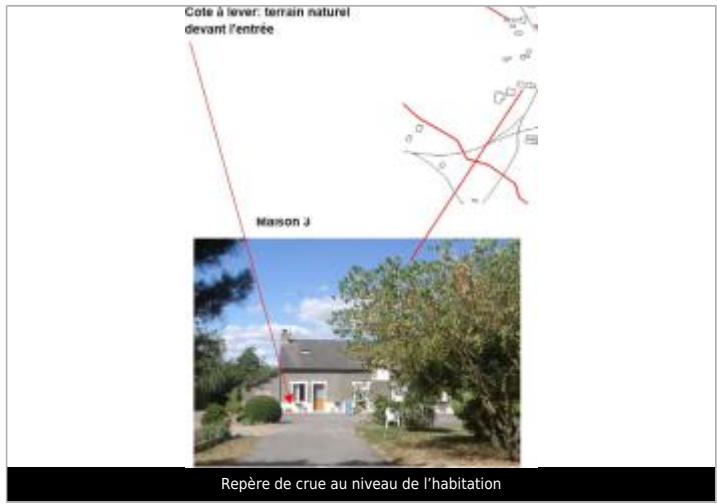 Cote à lever: terrain naturel
devant l'entrée
Maison 3
Repère de crue au niveau de l'habitation